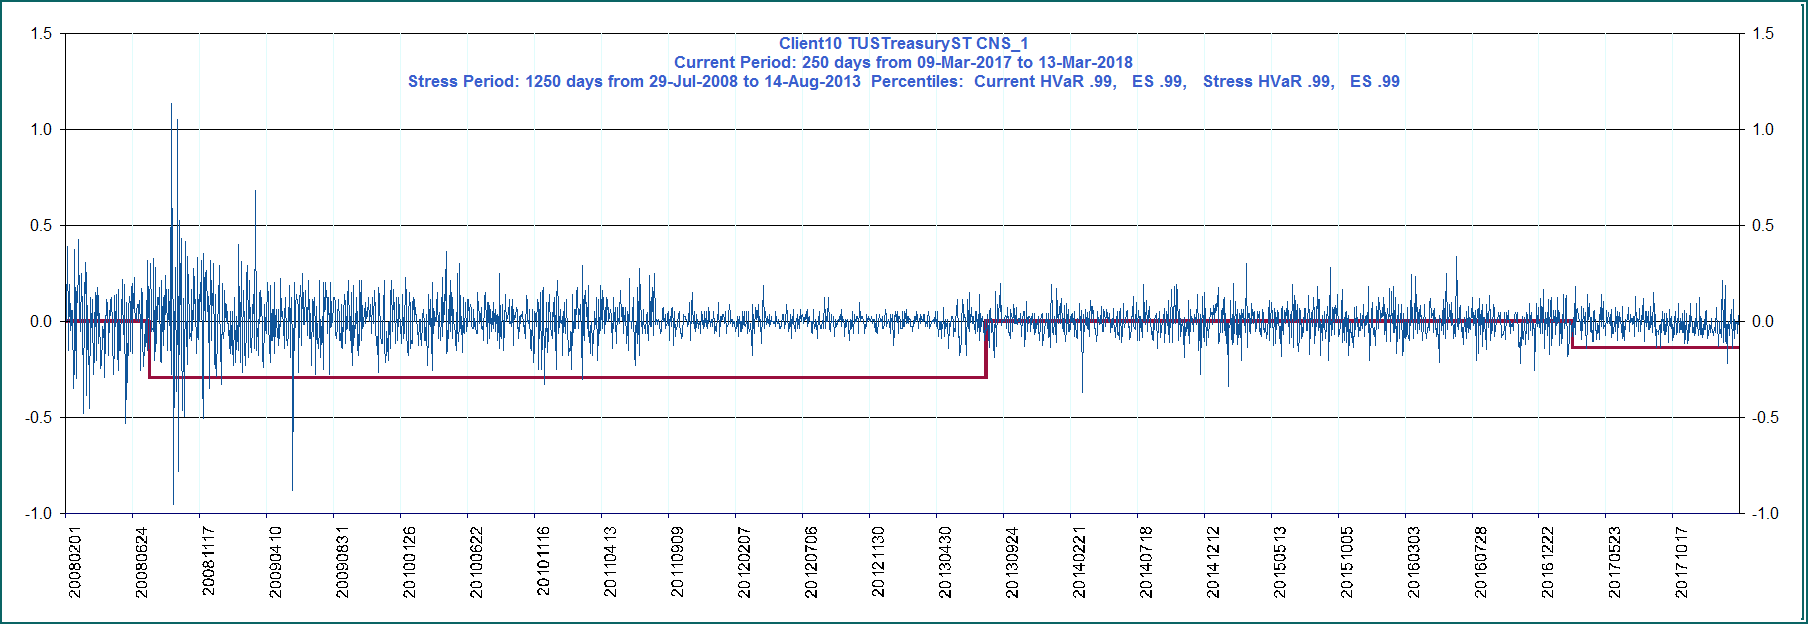 Client10 TUSTreasuryST CNS_1
Current Period: 250 days from 09-Mar-2017 to 13-Mar-2018
Stress Period: 1250 days from 29-Jul-2008 to 14-Aug-2013  Percentiles:  Current HVaR .99,   ES .99,   Stress HVaR .99,   ES .99
1.5 1.5
1.0 1.0
0.5 0.5
0.0 0.0
-0.5 -0.5
-1.0 -1.0
20080201 20080624 20081117 20090410 20090831 20100126 20100622 20101116 20110413 20110909 20120207 20120706 20121130 20130430 20130924 20140221 20140718 20141212 20150513 20151005 20160303 20160728 20161222 20170523 20171017